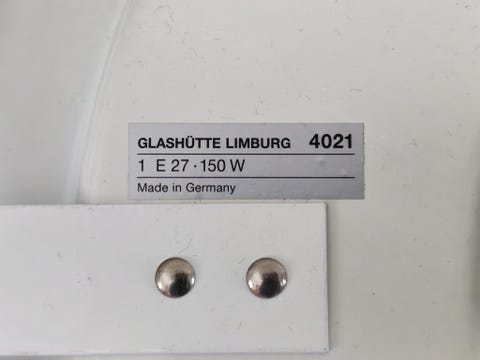 GLASHÜTTE LIMBURG 4021
1 E 27 · 150 W
Made in Germany